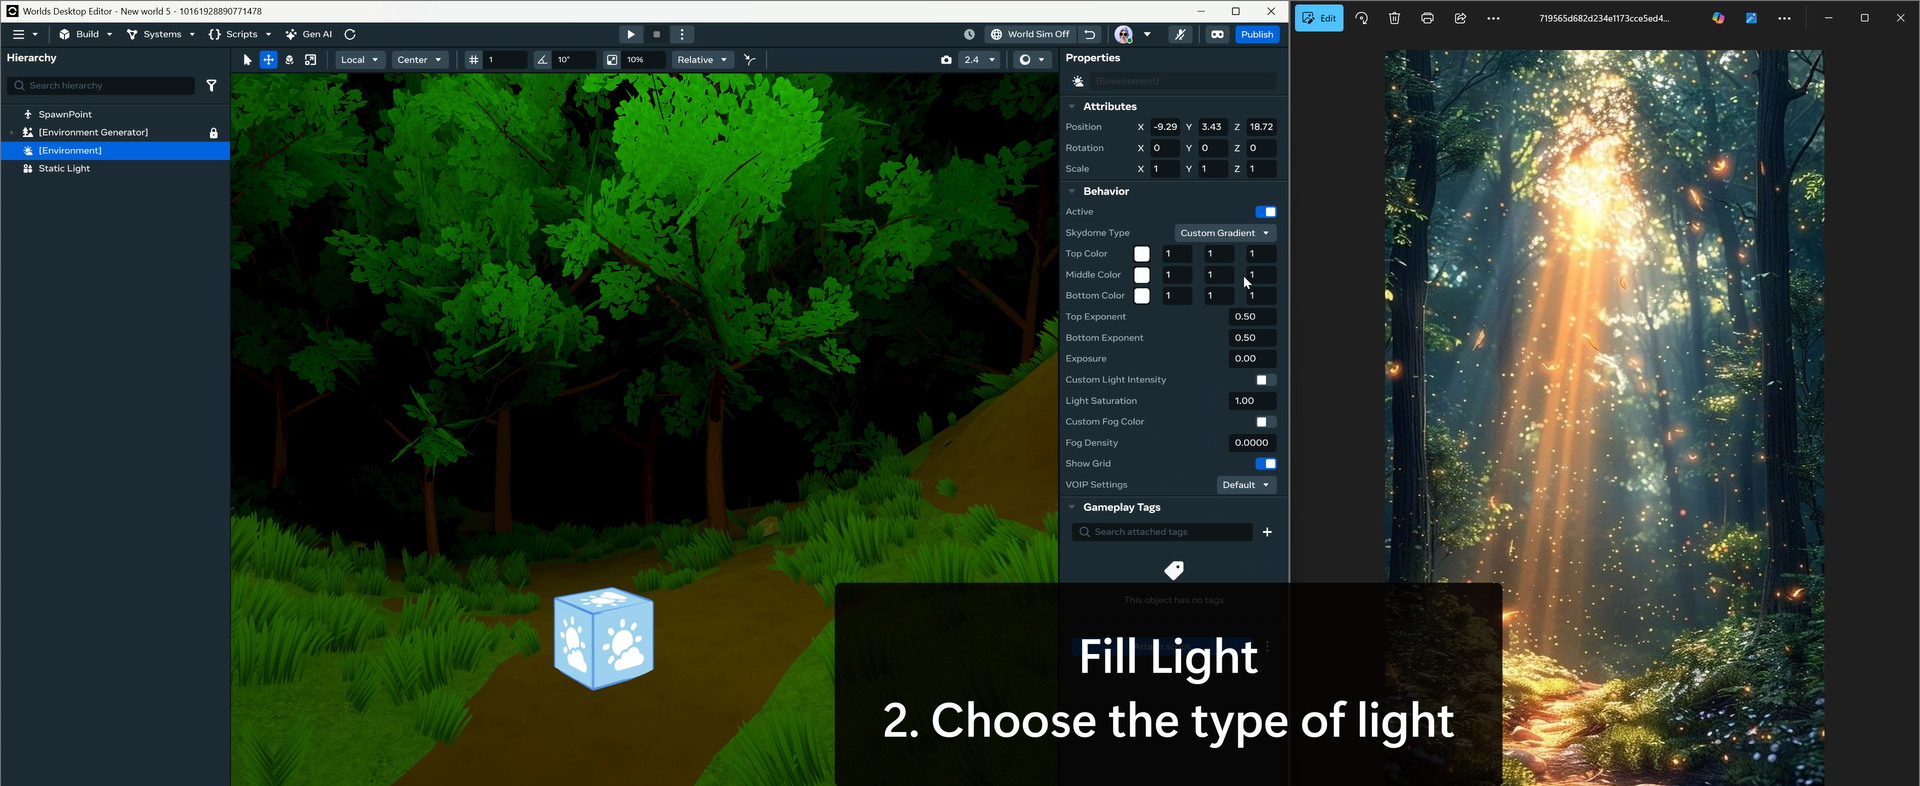 Worlds Desktop Editor - New world 5 - 10161928890771478
Build
Systems
Scripts
Gen AI
World Sim Off
Publish
Hierarchy
Search hierarchy
SpawnPoint
[Environment Generator]
[Environment]
Static Light
Local
Center
1
10°
10%
Relative
2.4
Properties
[Environment]
Attributes
Position X -9.29 Y 3.43 Z 18.72
Rotation X 0 Y 0 Z 0
Scale X 1 Y 1 Z 1
Behavior
Active
Skydome Type Custom Gradient
Top Color 1 1 1
Middle Color 1 1 1
Bottom Color 1 1 1
Top Exponent 0.50
Bottom Exponent 0.50
Exposure 0.00
Custom Light Intensity
Light Saturation 1.00
Custom Fog Color
Fog Density 0.0000
Show Grid
VOIP Settings Default
Gameplay Tags
Search attached tags
This object has no tags
Edit
719565d682d234e1173cce5ed4...
Fill Light
2. Choose the type of light